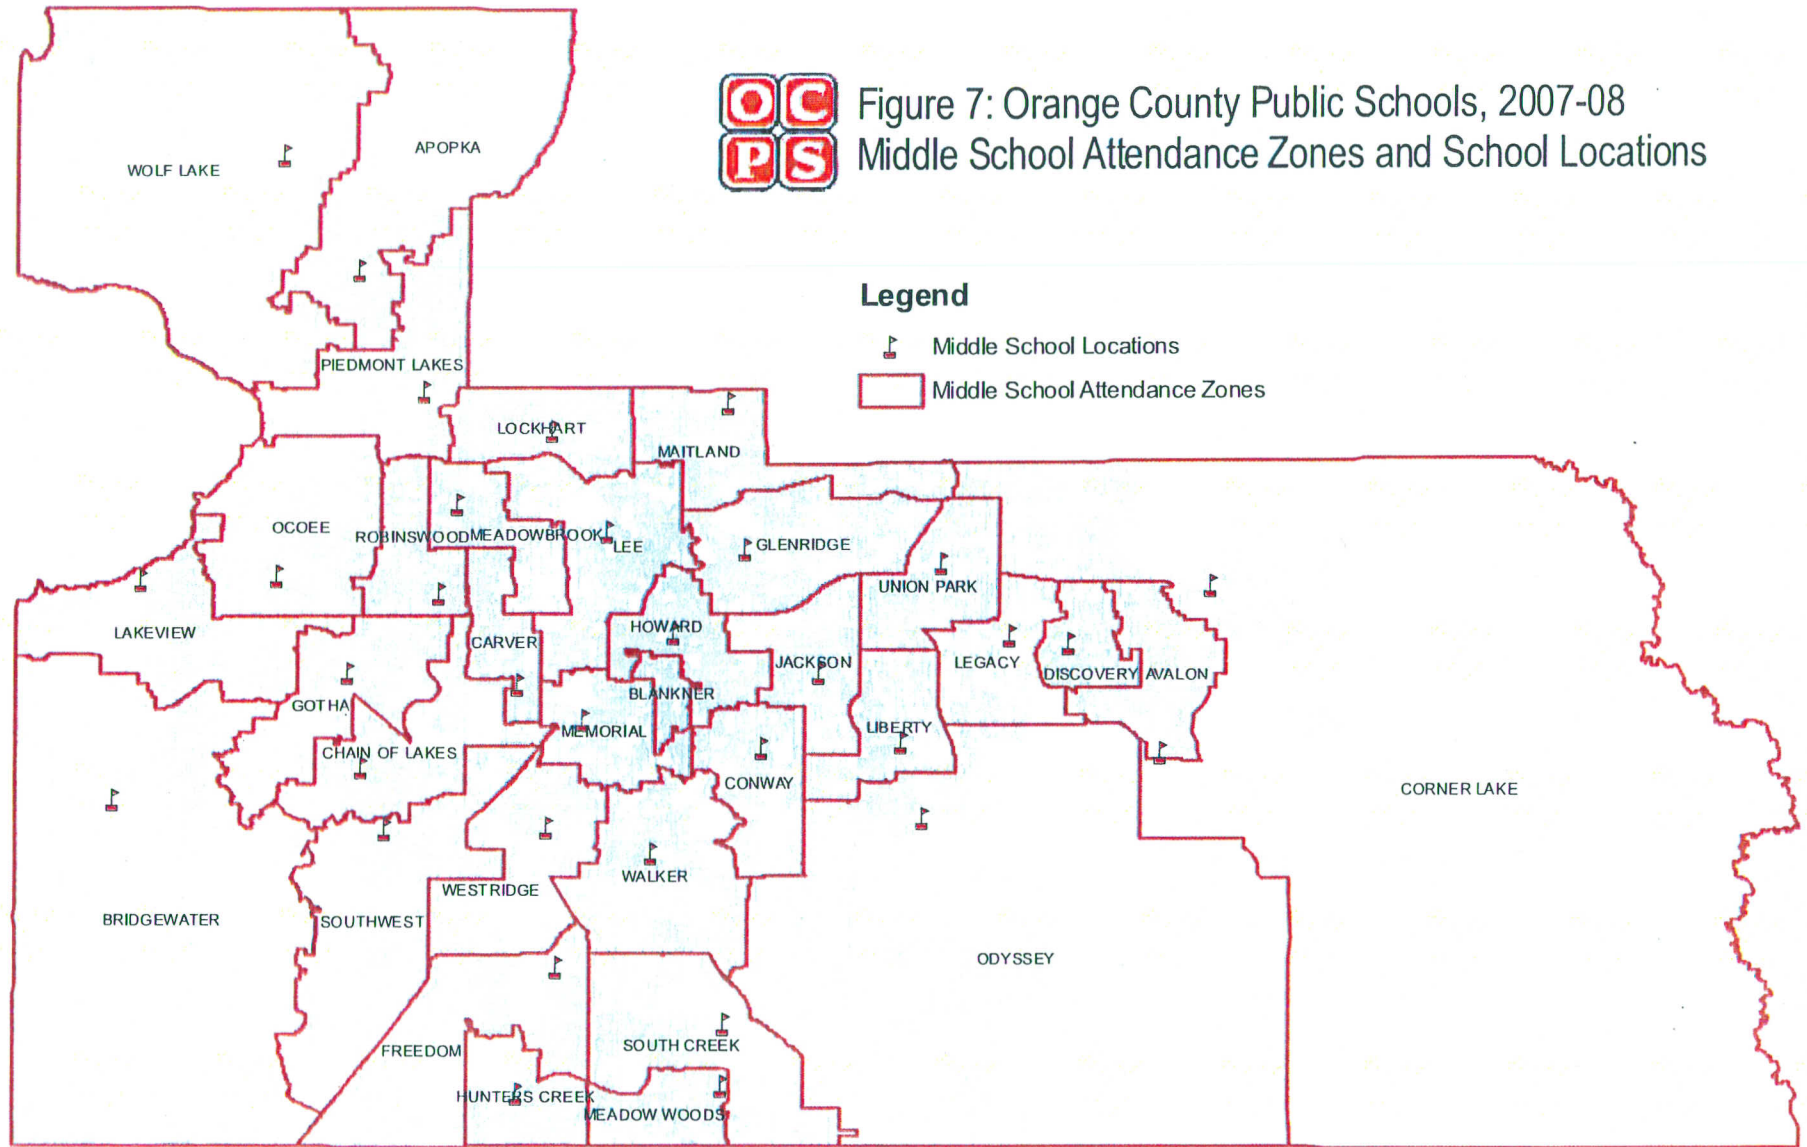 OC
PS
Figure 7: Orange County Public Schools, 2007-08
Middle School Attendance Zones and School Locations
Legend
Middle School Locations
Middle School Attendance Zones
WOLF LAKE
APOPKA
PIEDMONT LAKES
LOCKHART
MAITLAND
OCOEE
ROBINSWOOD
MEADOWBROOK
LEE
GLENRIDGE
UNION PARK
LAKEVIEW
CARVER
HOWARD
JACKSON
LEGACY
DISCOVERY
AVALON
GOTHA
BLANKNER
MEMORIAL
LIBERTY
CHAIN OF LAKES
CONWAY
CORNER LAKE
WESTRIDGE
WALKER
BRIDGEWATER
SOUTHWEST
ODYSSEY
FREEDOM
SOUTH CREEK
HUNTERS CREEK
MEADOW WOODS